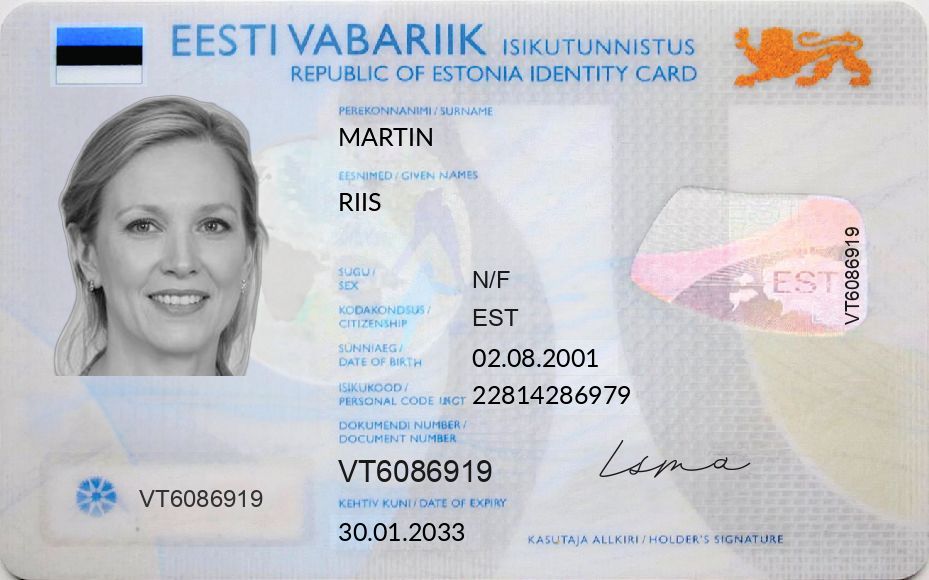 EESTI VABARIIK ISIKUTUNNISTUS
REPUBLIC OF ESTONIA IDENTITY CARD
PEREKONNANIMI / SURNAME
MARTIN
EESNIMED / GIVEN NAMES
RIIS
SUGU /
SEX
N/F
KODAKONDSUS /
CITIZENSHIP
EST
SÜNNIAEG /
DATE OF BIRTH
02.08.2001
ISIKUKOOD /
PERSONAL CODE
22814286979
DOKUMENDI NUMBER /
DOCUMENT NUMBER
VT6086919
KEHTIV KUNI / DATE OF EXPIRY
30.01.2033
VT6086919
EST
VT6086919
Isma
KASUTAJA ALLKIRI / HOLDER'S SIGNATURE